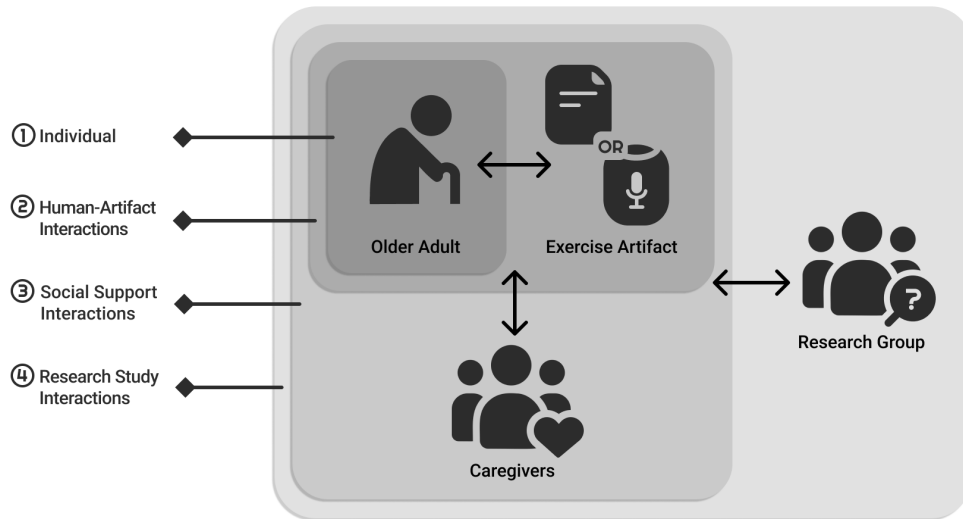 ① Individual
② Human-Artifact
Interactions
③ Social Support
Interactions
④ Research Study
Interactions
OR
Older Adult
Exercise Artifact
?
Research Group
Caregivers